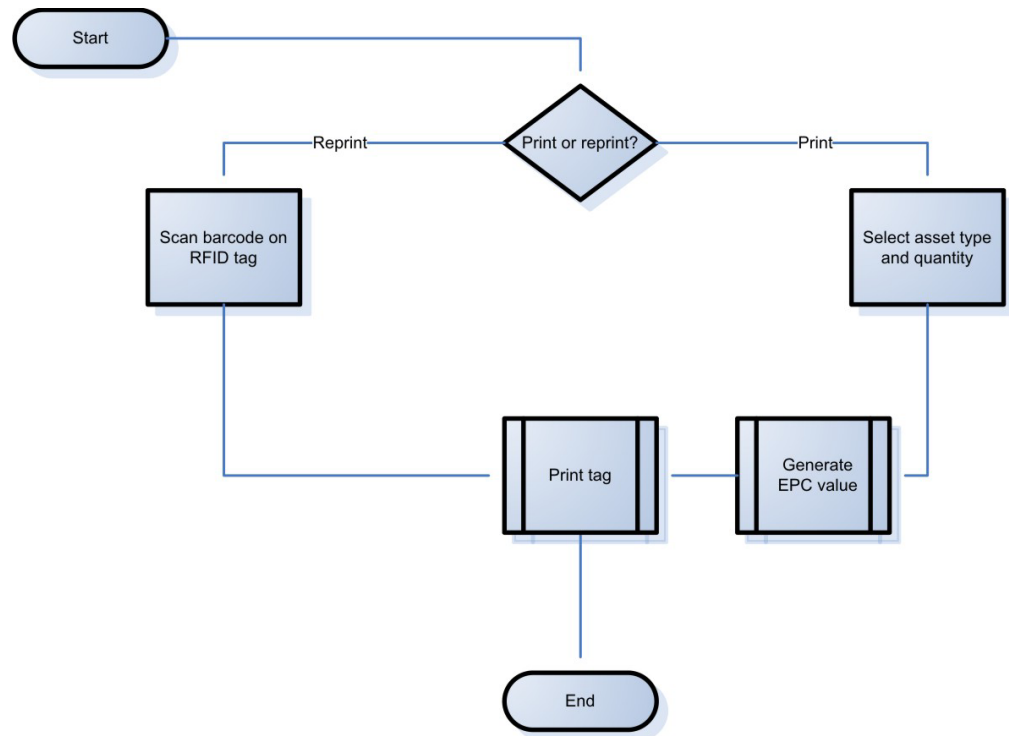 Start
Print or reprint?
Reprint
Print
Scan barcode on
RFID tag
Select asset type
and quantity
Print tag
Generate
EPC value
End